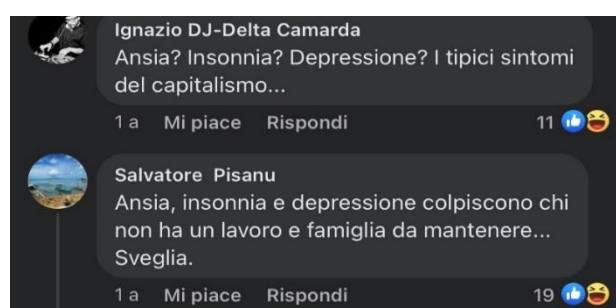 Ignazio DJ-Delta Camarda
Ansia? Insonnia? Depressione? I tipici sintomi
del capitalismo...
1 a Mi piace Rispondi 11
Salvatore Pisanu
Ansia, insonnia e depressione colpiscono chi
non ha un lavoro e famiglia da mantenere...
Sveglia.
1 a Mi piace Rispondi 19